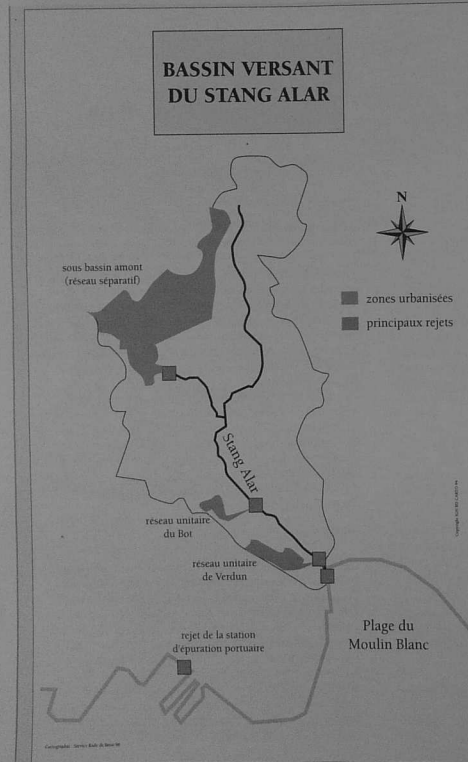 BASSIN VERSANT
DU STANG ALAR
N
sous bassin amont
(réseau séparatif)
zones urbanisées
principaux rejets
Stang Alar
réseau unitaire
du Bot
réseau unitaire
de Verdun
Plage du
Moulin Blanc
rejet de la station
d'épuration portuaire